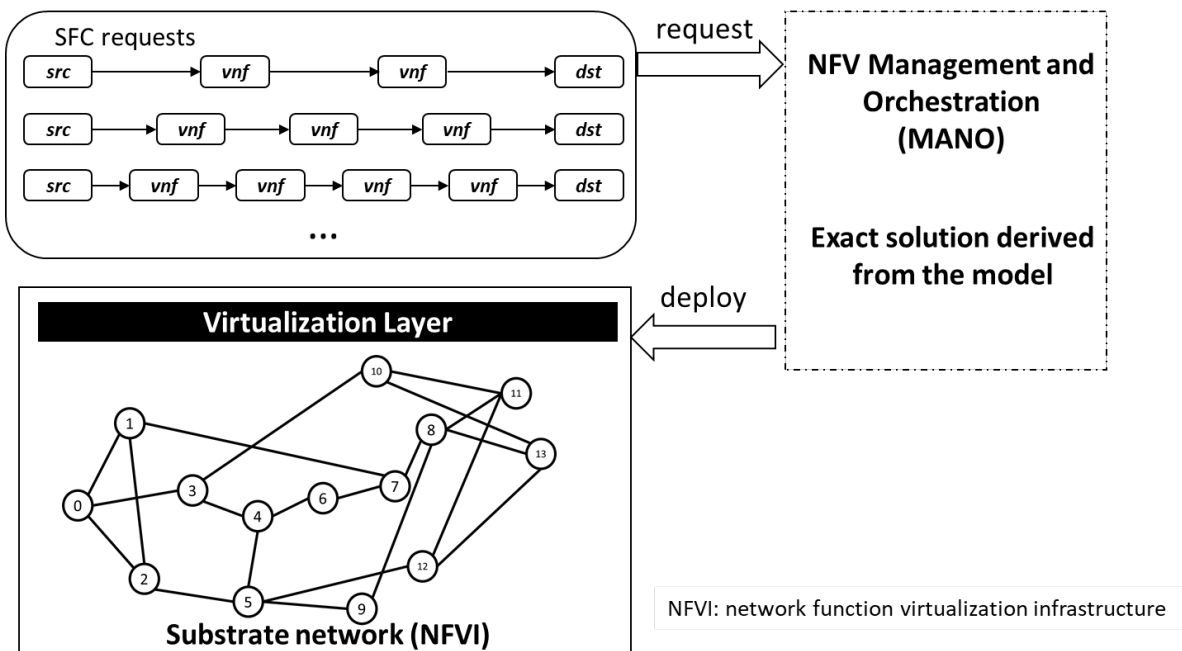 SFC requests
src vnf vnf dst
src vnf vnf vnf dst
src vnf vnf vnf vnf dst
...
request
NFV Management and
Orchestration
(MANO)
Exact solution derived
from the model
deploy
Virtualization Layer
10
11
1
8
13
3
7
6
0
4
12
2
5
9
Substrate network (NFVI)
NFVI: network function virtualization infrastructure